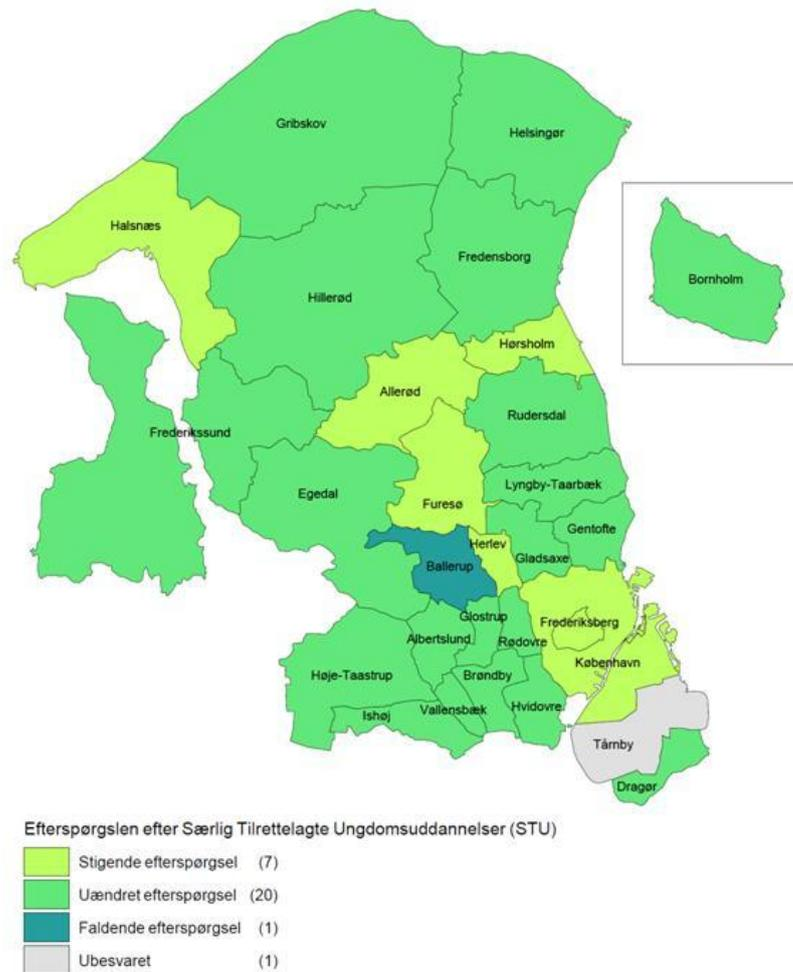 Gribskov
Helsingør
Halsnæs
Fredensborg
Bornholm
Hillerød
Hørsholm
Allerød
Rudersdal
Frederikssund
Egedal
Lyngby-Taarbæk
Furesø
Gentofte
Herlev
Gladsaxe
Ballerup
Glostrup
Frederiksberg
Albertslund
Rødovre
København
Høje-Taastrup
Brøndby
Ishøj
Vallensbæk
Hvidovre
Tårnby
Dragør
Efterspørgslen efter Særlig Tilrettelagte Ungdomsuddannelser (STU)
Stigende efterspørgsel (7)
Uændret efterspørgsel (20)
Faldende efterspørgsel (1)
Ubesvaret (1)